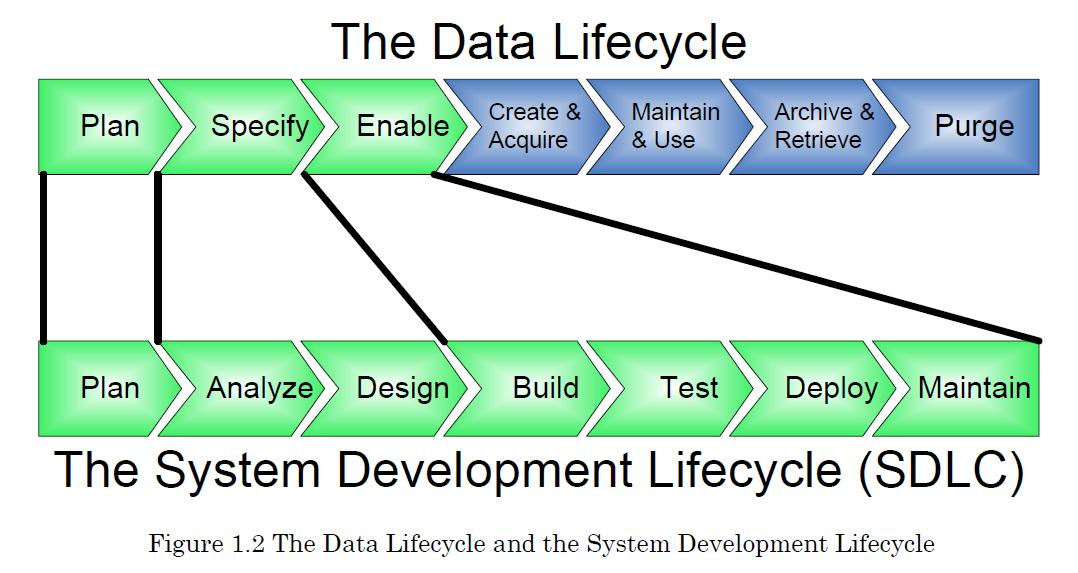 The Data Lifecycle
Plan
Specify
Enable
Create &
Acquire
Maintain
& Use
Archive &
Retrieve
Purge
Plan
Analyze
Design
Build
Test
Deploy
Maintain
The System Development Lifecycle (SDLC)
Figure 1.2 The Data Lifecycle and the System Development Lifecycle